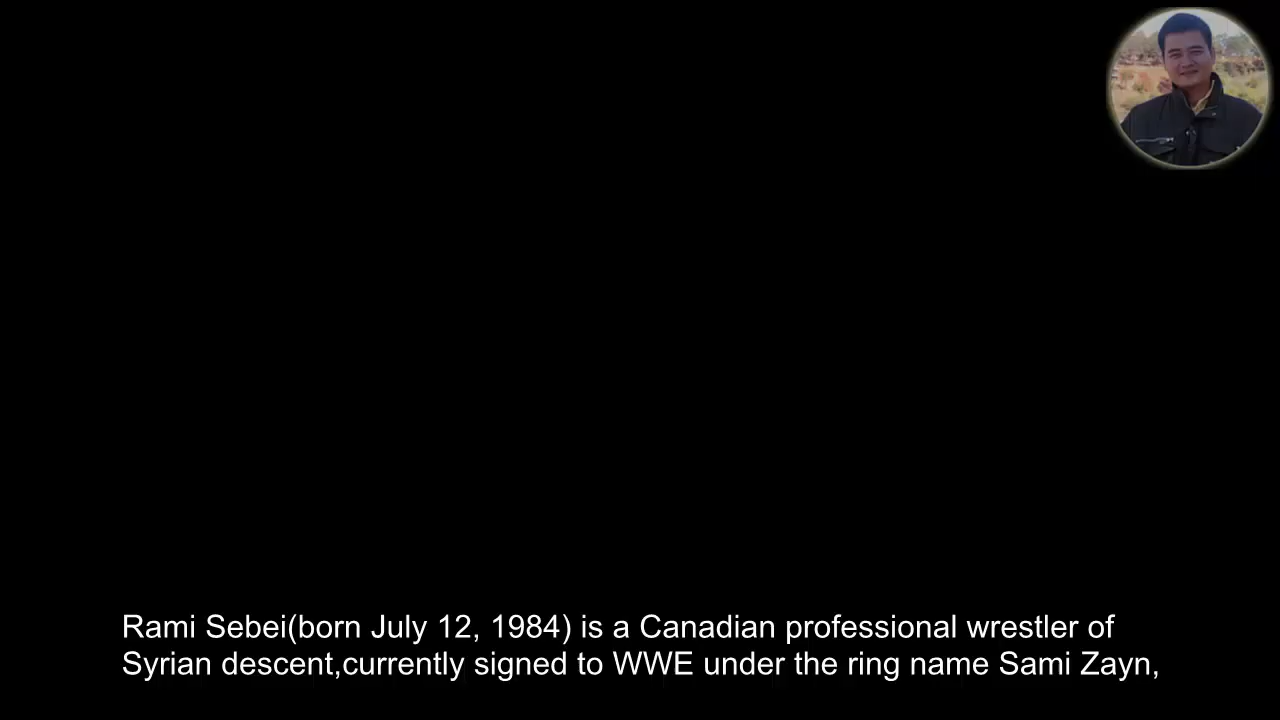 Rami Sebei(born July 12, 1984) is a Canadian professional wrestler of
Syrian descent,currently signed to WWE under the ring name Sami Zayn,